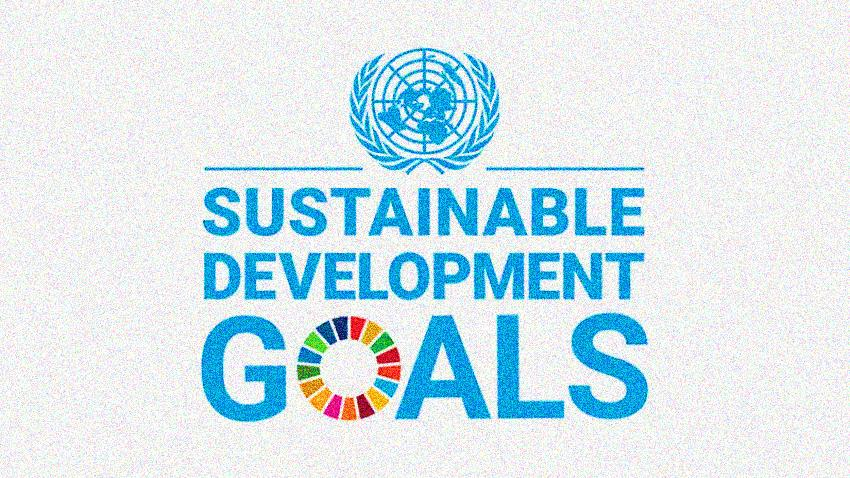 SUSTAINABLE
DEVELOPMENT
GOALS